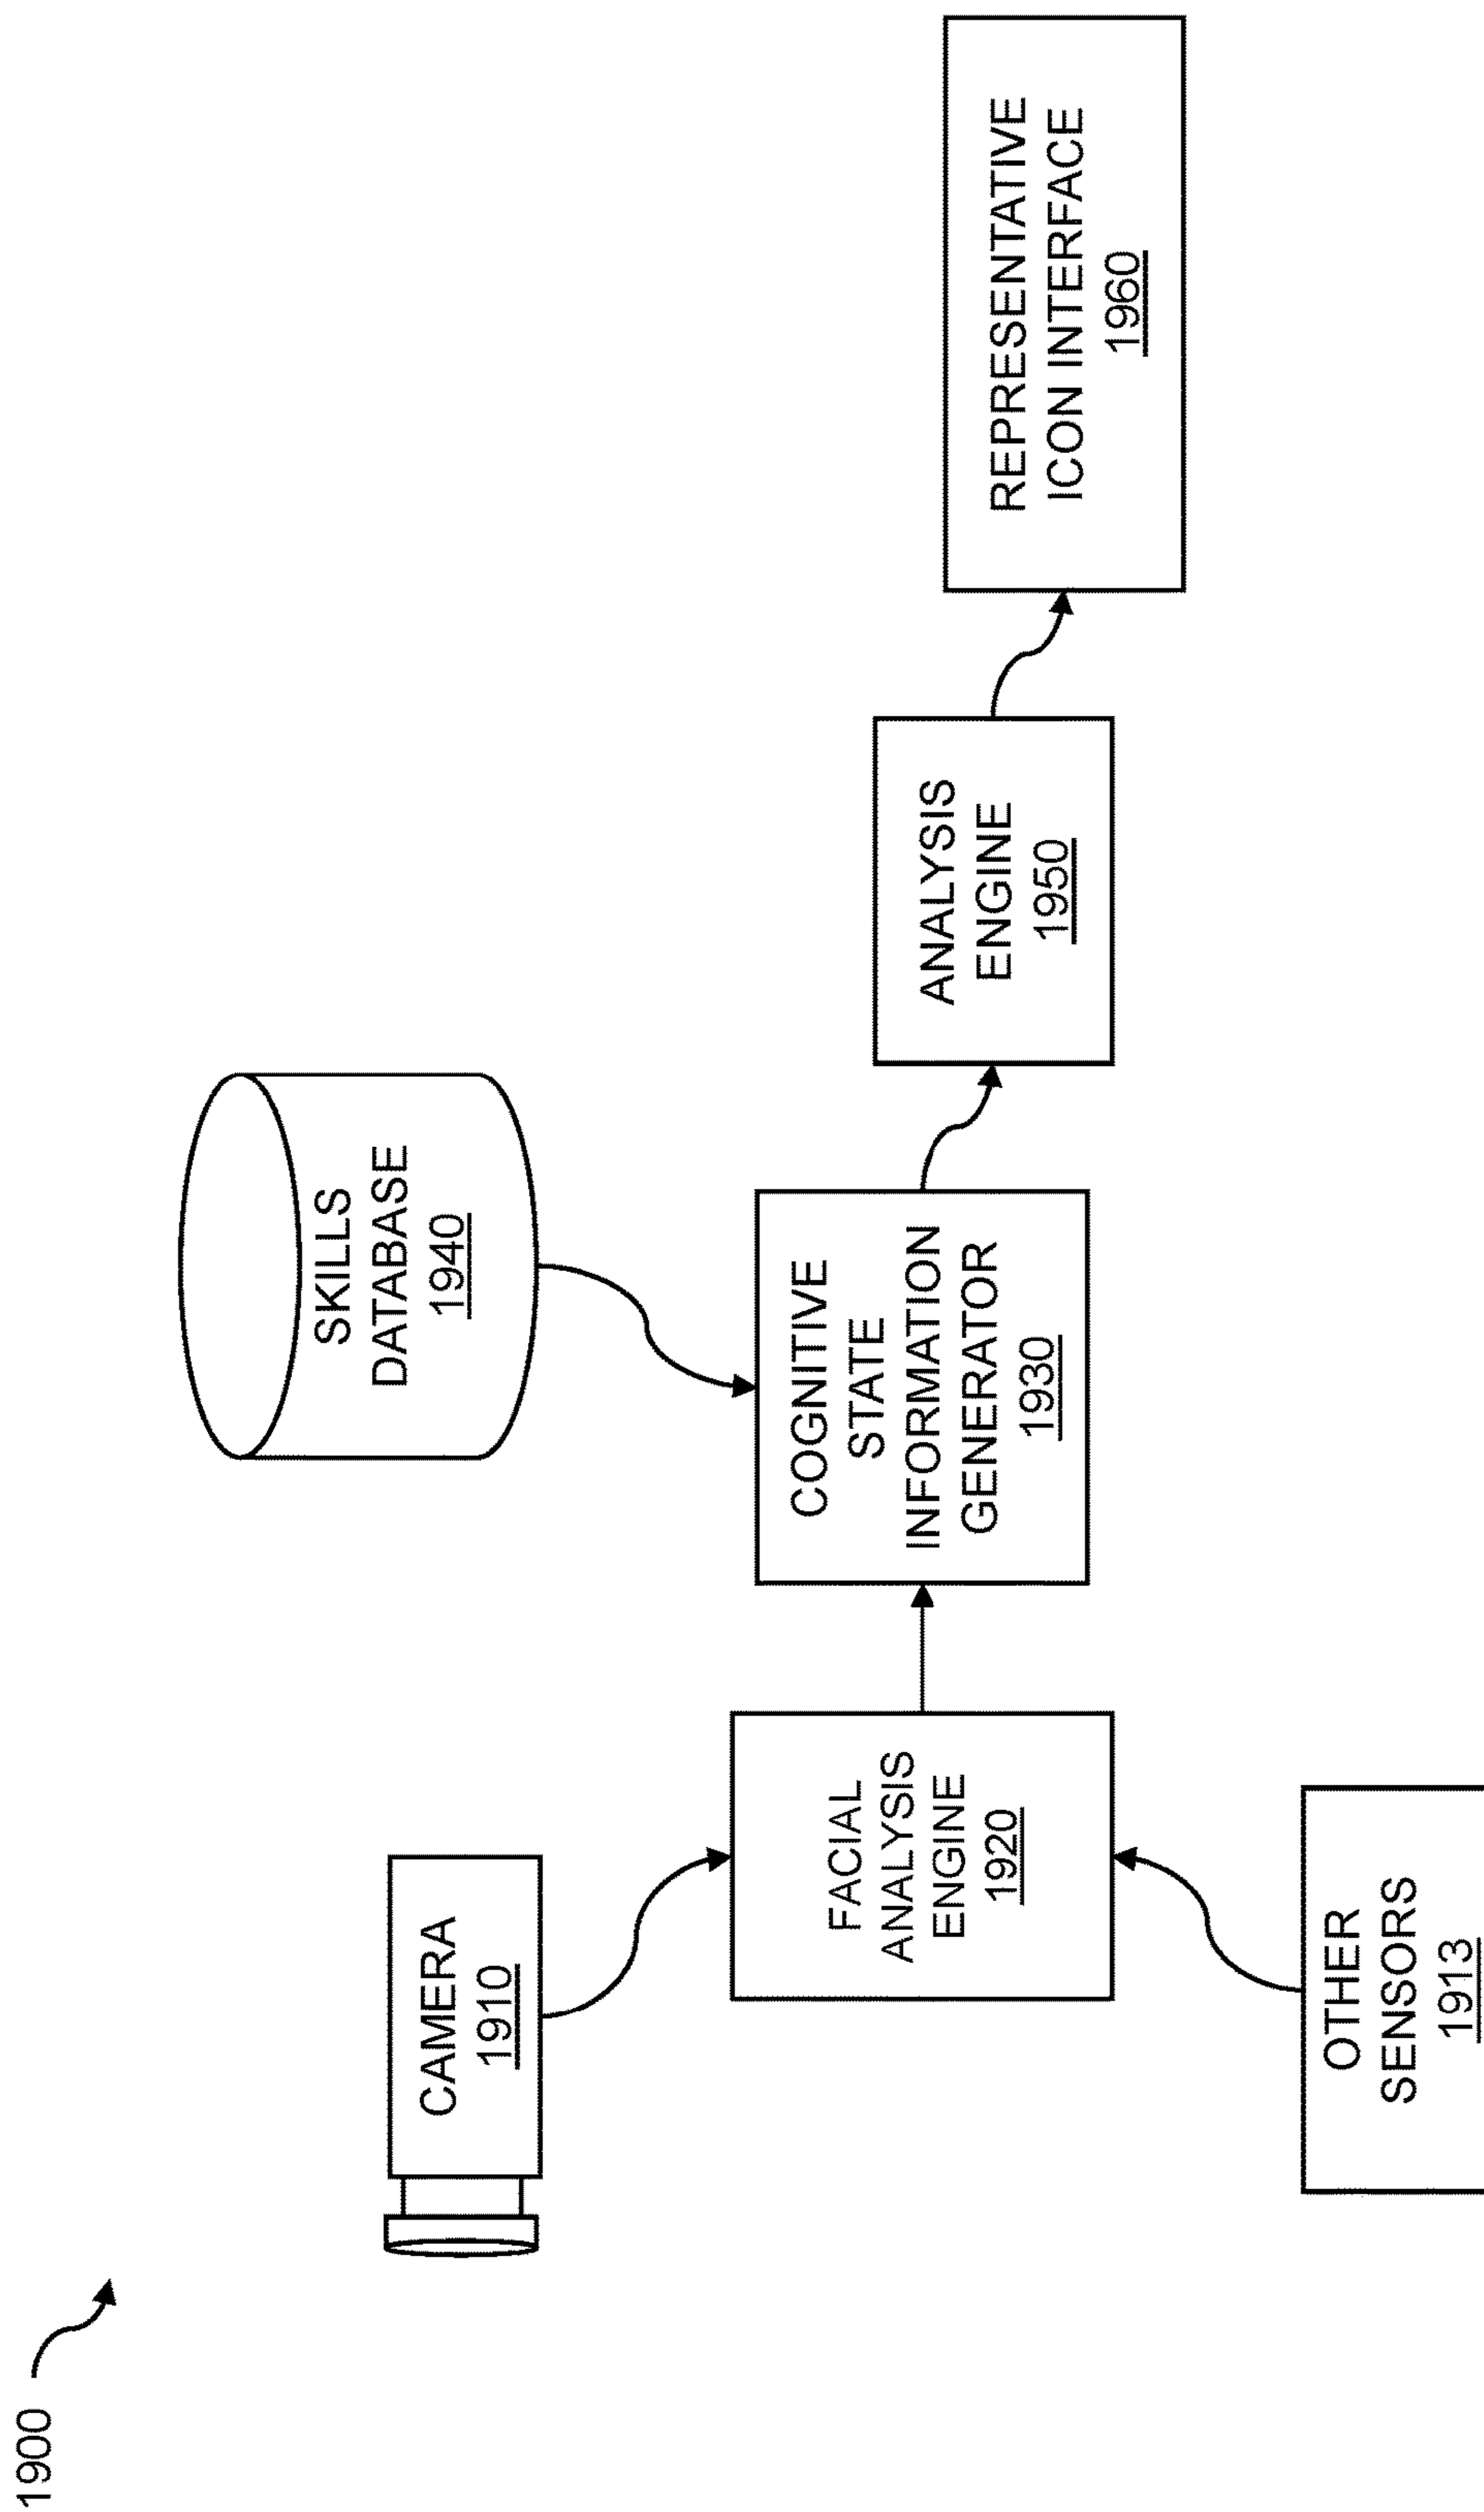 1900
CAMERA
1910
OTHER
SENSORS
1913
FACIAL
ANALYSIS
ENGINE
1920
SKILLS
DATABASE
1940
COGNITIVE
STATE
INFORMATION
GENERATOR
1930
ANALYSIS
ENGINE
1950
REPRESENTATIVE
ICON INTERFACE
1960